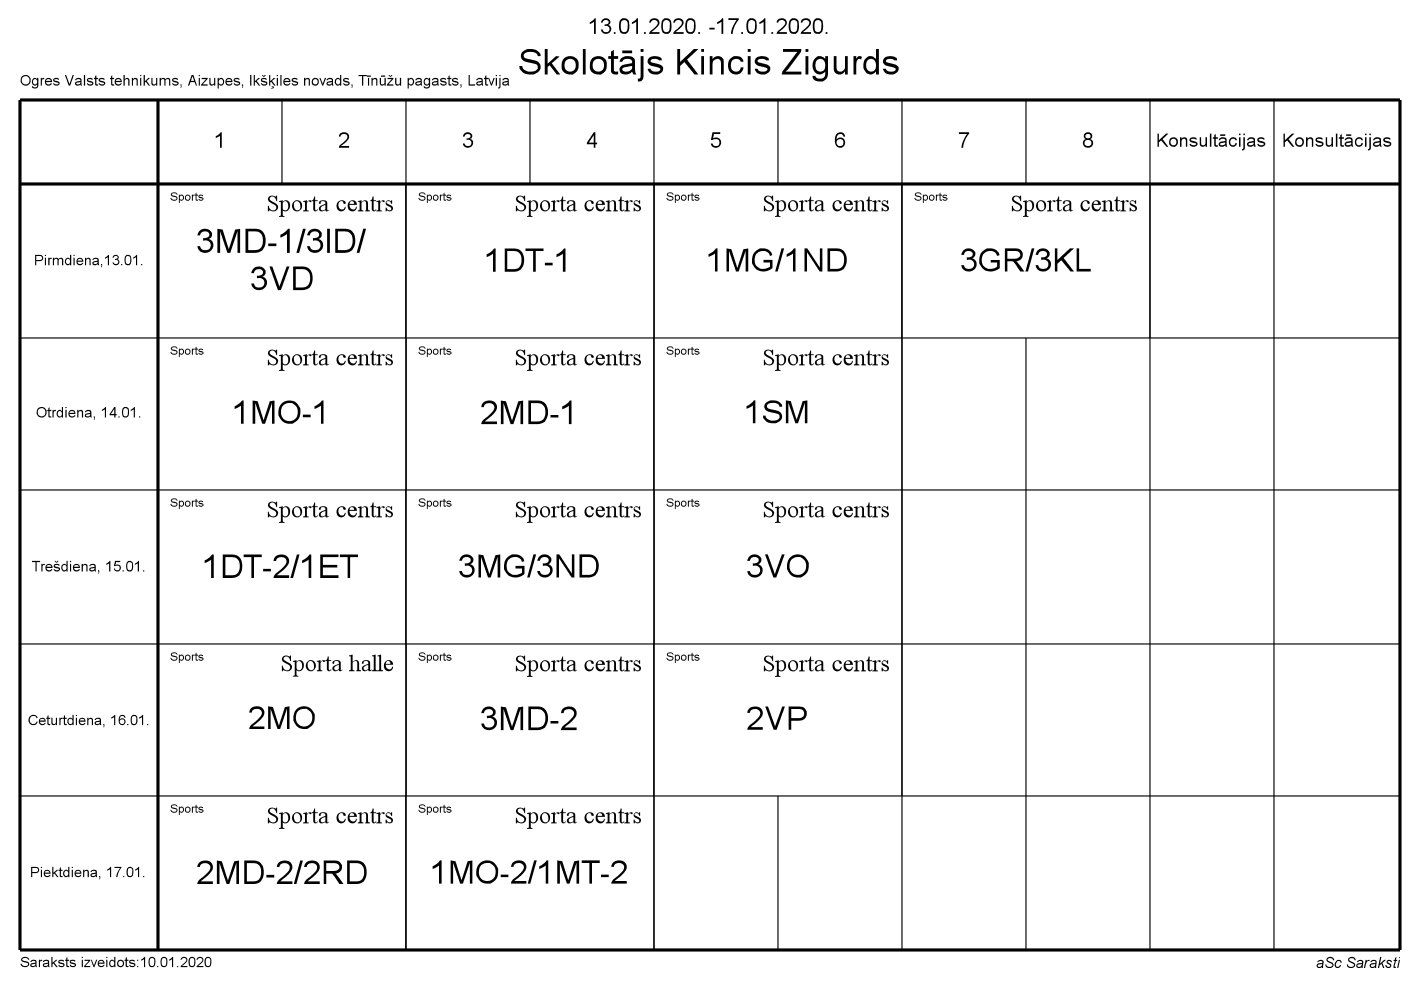 13.01.2020. -17.01.2020.
Skolotājs Kincis Zigurds
Ogres Valsts tehnikums, Aizupes, Ikšķiles novads, Tīnūžu pagasts, Latvija
1 2 3 4 5 6 7 8 Konsultācijas Konsultācijas
Pirmdiena,13.01.
Sports Sporta centrs
3MD-1/3ID/
3VD
Sports Sporta centrs
1DT-1
Sports Sporta centrs
1MG/1ND
Sports Sporta centrs
3GR/3KL
Otrdiena, 14.01.
Sports Sporta centrs
1MO-1
Sports Sporta centrs
2MD-1
Sports Sporta centrs
1SM
Trešdiena, 15.01.
Sports Sporta centrs
1DT-2/1ET
Sports Sporta centrs
3MG/3ND
Sports Sporta centrs
3VO
Ceturtdiena, 16.01.
Sports Sporta halle
2MO
Sports Sporta centrs
3MD-2
Sports Sporta centrs
2VP
Piektdiena, 17.01.
Sports Sporta centrs
2MD-2/2RD
Sports Sporta centrs
1MO-2/1MT-2
Saraksts izveidots:10.01.2020
aSc Saraksti